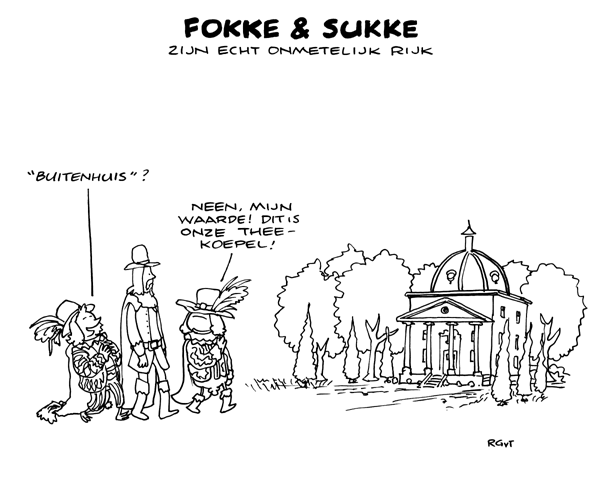 FOKKE & SUKKE
ZIJN ECHT ONMETELIJK RIJK
"BUITENHUIS"?
NEEN, MIJN
WAARDE! DIT IS
ONZE THEE-
KOEPEL!
RGvT